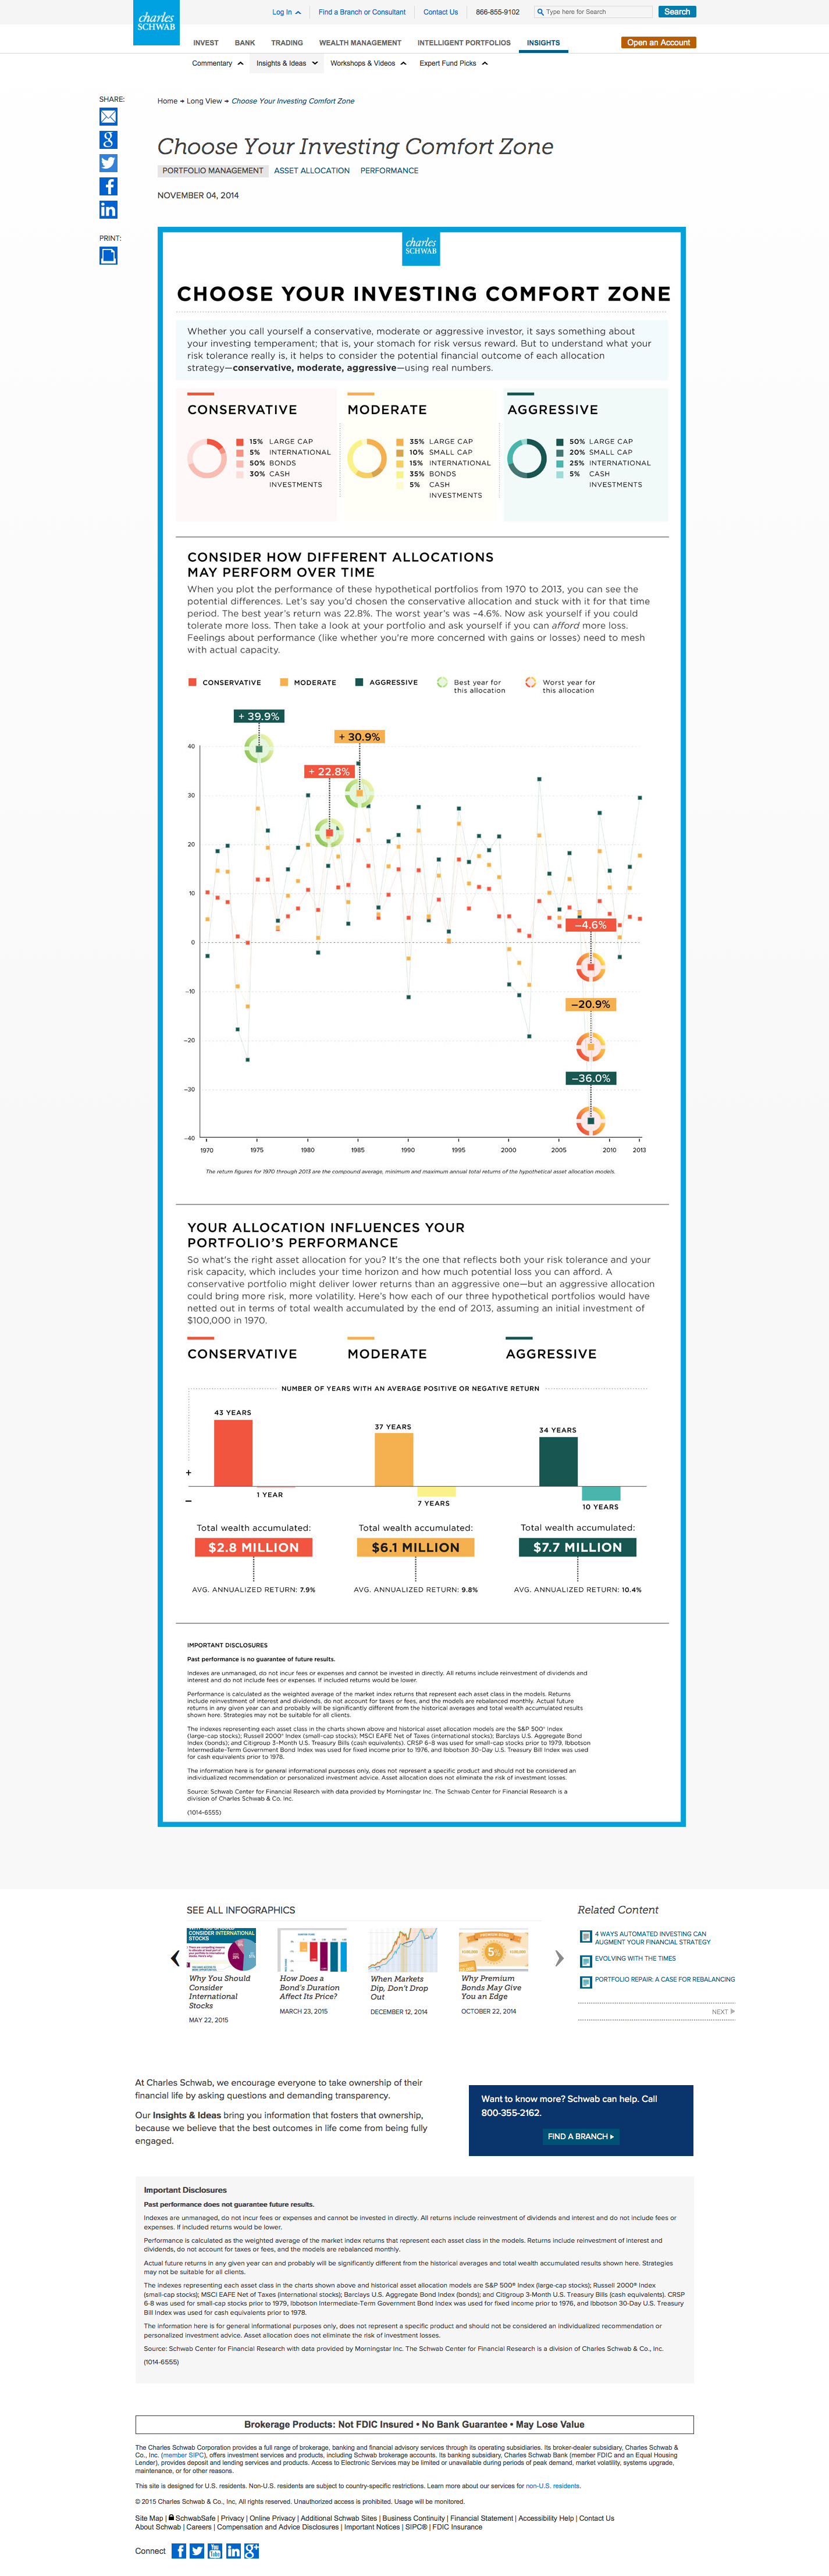 charles
SCHWAB
Log In
Find a Branch or Consultant
Contact Us
866-855-9102
Type here for Search
Search
INVEST
BANK
TRADING
WEALTH MANAGEMENT
INTELLIGENT PORTFOLIOS
INSIGHTS
Open an Account
Commentary
Insights & Ideas
Workshops & Videos
Expert Fund Picks
SHARE:
PRINT:
Home
Long View
Choose Your Investing Comfort Zone
Choose Your Investing Comfort Zone
PORTFOLIO MANAGEMENT
ASSET ALLOCATION
PERFORMANCE
NOVEMBER 04, 2014
charles
SCHWAB
CHOOSE YOUR INVESTING COMFORT ZONE
Whether you call yourself a conservative, moderate or aggressive investor, it says something about
your investing temperament; that is, your stomach for risk versus reward. But to understand what your
risk tolerance really is, it helps to consider the potential financial outcome of each allocation
strategy—conservative, moderate, aggressive—using real numbers.
CONSERVATIVE
15% LARGE CAP
5% INTERNATIONAL
50% BONDS
30% CASH
INVESTMENTS
MODERATE
35% LARGE CAP
10% SMALL CAP
15% INTERNATIONAL
35% BONDS
5% CASH
INVESTMENTS
AGGRESSIVE
50% LARGE CAP
20% SMALL CAP
25% INTERNATIONAL
5% CASH
INVESTMENTS
CONSIDER HOW DIFFERENT ALLOCATIONS
MAY PERFORM OVER TIME
When you plot the performance of these hypothetical portfolios from 1970 to 2013, you can see the
potential differences. Let's say you'd chosen the conservative allocation and stuck with it for that time
period. The best year's return was 22.8%. The worst year's was –4.6%. Now ask yourself if you could
tolerate more loss. Then take a look at your portfolio and ask yourself if you can afford more loss.
Feelings about performance (like whether you're more concerned with gains or losses) need to mesh
with actual capacity.
CONSERVATIVE
MODERATE
AGGRESSIVE
Best year for
this allocation
Worst year for
this allocation
+ 39.9%
+ 30.9%
+ 22.8%
–4.6%
–20.9%
–36.0%
40
30
20
10
0
–10
–20
–30
–40
1970
1975
1980
1985
1990
1995
2000
2005
2010
2013
The return figures for 1970 through 2013 are the compound average, minimum and maximum annual total returns of the hypothetical asset allocation models.
YOUR ALLOCATION INFLUENCES YOUR
PORTFOLIO'S PERFORMANCE
So what's the right asset allocation for you? It's the one that reflects both your risk tolerance and your
risk capacity, which includes your time horizon and how much potential loss you can afford. A
conservative portfolio might deliver lower returns than an aggressive one—but an aggressive allocation
could bring more risk, more volatility. Here's how each of our three hypothetical portfolios would have
netted out in terms of total wealth accumulated by the end of 2013, assuming an initial investment of
$100,000 in 1970.
CONSERVATIVE
MODERATE
AGGRESSIVE
NUMBER OF YEARS WITH AN AVERAGE POSITIVE OR NEGATIVE RETURN
43 YEARS
37 YEARS
34 YEARS
+
–
1 YEAR
7 YEARS
10 YEARS
Total wealth accumulated:
$2.8 MILLION
AVG. ANNUALIZED RETURN: 7.9%
Total wealth accumulated:
$6.1 MILLION
AVG. ANNUALIZED RETURN: 9.8%
Total wealth accumulated:
$7.7 MILLION
AVG. ANNUALIZED RETURN: 10.4%
IMPORTANT DISCLOSURES
Past performance is no guarantee of future results.
Indexes are unmanaged, do not incur fees or expenses and cannot be invested in directly. All returns include reinvestment of dividends and
interest and do not include fees or expenses. If included returns would be lower.
Performance is calculated as the weighted average of the market index returns that represent each asset class in the models. Returns
include reinvestment of interest and dividends, do not account for taxes or fees, and the models are rebalanced monthly. Actual future
returns in any given year can and probably will be significantly different from the historical averages and total wealth accumulated results
shown here. Strategies may not be suitable for all clients.
The indexes representing each asset class in the charts shown above and historical asset allocation models are the S&P 500® Index
(large-cap stocks); Russell 2000® Index (small-cap stocks); MSCI EAFE Net of Taxes (international stocks); Barclays U.S. Aggregate Bond
Index (bonds); and Citigroup 3-Month U.S. Treasury Bills (cash equivalents). CRSP 6-8 was used for small-cap stocks prior to 1979, Ibbotson
Intermediate-Term Government Bond Index was used for fixed income prior to 1976, and Ibbotson 30-Day U.S. Treasury Bill Index was used
for cash equivalents prior to 1978.
The information here is for general informational purposes only, does not represent a specific product and should not be considered an
individualized recommendation or personalized investment advice. Asset allocation does not eliminate the risk of investment losses.
Source: Schwab Center for Financial Research with data provided by Morningstar Inc. The Schwab Center for Financial Research is a
division of Charles Schwab & Co. Inc.
(1014-6555)
SEE ALL INFOGRAPHICS
CONSIDER INTERNATIONAL
STOCKS
Why You Should
Consider
International
Stocks
MAY 22, 2015
How Does a
Bond's Duration
Affect Its Price?
MARCH 23, 2015
When Markets
Dip, Don't Drop
Out
DECEMBER 12, 2014
Why Premium
Bonds May Give
You an Edge
OCTOBER 22, 2014
Related Content
4 WAYS AUTOMATED INVESTING CAN
AUGMENT YOUR FINANCIAL STRATEGY
EVOLVING WITH THE TIMES
PORTFOLIO REPAIR: A CASE FOR REBALANCING
NEXT
At Charles Schwab, we encourage everyone to take ownership of their
financial life by asking questions and demanding transparency.
Our Insights & Ideas bring you information that fosters that ownership,
because we believe that the best outcomes in life come from being fully
engaged.
Want to know more? Schwab can help. Call
800-355-2162.
FIND A BRANCH
Important Disclosures
Past performance does not guarantee future results.
Indexes are unmanaged, do not incur fees or expenses and cannot be invested in directly. All returns include reinvestment of dividends and interest and do not include fees or
expenses. If included returns would be lower.
Performance is calculated as the weighted average of the market index returns that represent each asset class in the models. Returns include reinvestment of interest and
dividends, do not account for taxes or fees, and the models are rebalanced monthly.
Actual future returns in any given year can and probably will be significantly different from the historical averages and total wealth accumulated results shown here. Strategies
may not be suitable for all clients.
The indexes representing each asset class in the charts shown above and historical asset allocation models are S&P 500® Index (large-cap stocks); Russell 2000® Index
(small-cap stocks); MSCI EAFE Net of Taxes (international stocks); Barclays U.S. Aggregate Bond Index (bonds); and Citigroup 3-Month U.S. Treasury Bills (cash equivalents). CRSP
6-8 was used for small-cap stocks prior to 1979, Ibbotson Intermediate-Term Government Bond Index was used for fixed income prior to 1976, and Ibbotson 30-Day U.S. Treasury
Bill Index was used for cash equivalents prior to 1978.
The information here is for general informational purposes only, does not represent a specific product and should not be considered an individualized recommendation or
personalized investment advice. Asset allocation does not eliminate the risk of investment losses.
Source: Schwab Center for Financial Research with data provided by Morningstar Inc. The Schwab Center for Financial Research is a division of Charles Schwab & Co., Inc.
(1014-6555)
Brokerage Products: Not FDIC Insured • No Bank Guarantee • May Lose Value
The Charles Schwab Corporation provides a full range of brokerage, banking and financial advisory services through its operating subsidiaries. Its broker-dealer subsidiary, Charles Schwab &
Co., Inc. (member SIPC), offers investment services and products, including Schwab brokerage accounts. Its banking subsidiary, Charles Schwab Bank (member FDIC and an Equal Housing
Lender), provides deposit and lending services and products. Access to Electronic Services may be limited or unavailable during periods of peak demand, market volatility, systems upgrade,
maintenance, or for other reasons.
This site is designed for U.S. residents. Non-U.S. residents are subject to country-specific restrictions. Learn more about our services for non-U.S. residents.
© 2015 Charles Schwab & Co., Inc, All rights reserved. Unauthorized access is prohibited. Usage will be monitored.
Site Map | SchwabSafe | Privacy | Online Privacy | Additional Schwab Sites | Business Continuity | Financial Statement | Accessibility Help | Contact Us
About Schwab | Careers | Compensation and Advice Disclosures | Important Notices | SIPC® | FDIC Insurance
Connect